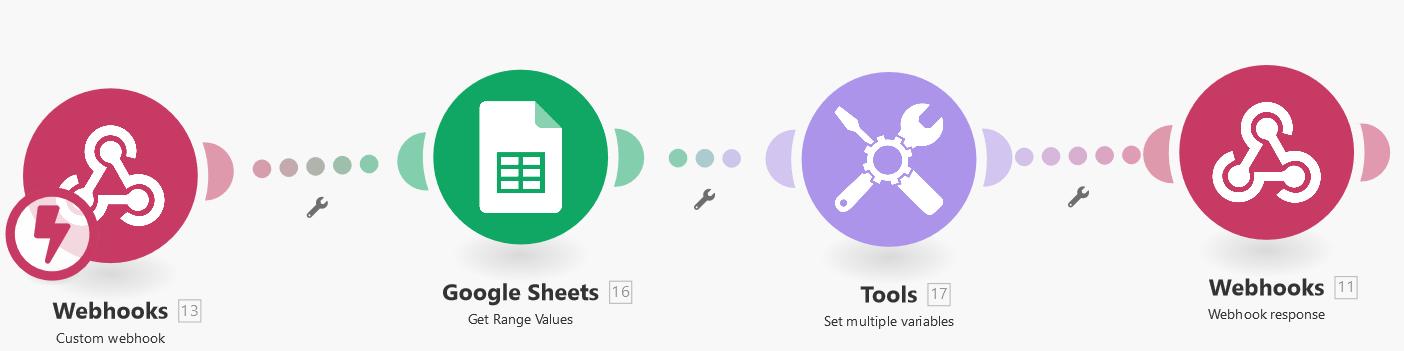 Webhooks 13
Custom webhook
Google Sheets 16
Get Range Values
Tools 17
Set multiple variables
Webhooks 11
Webhook response